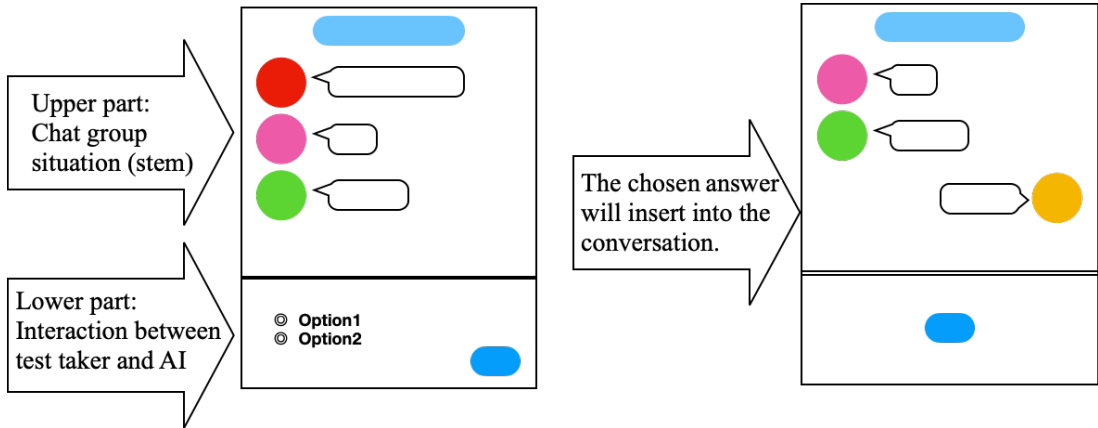 Upper part:
Chat group
situation (stem)
Lower part:
Interaction between
test taker and AI
Option1
Option2
The chosen answer
will insert into the
conversation.